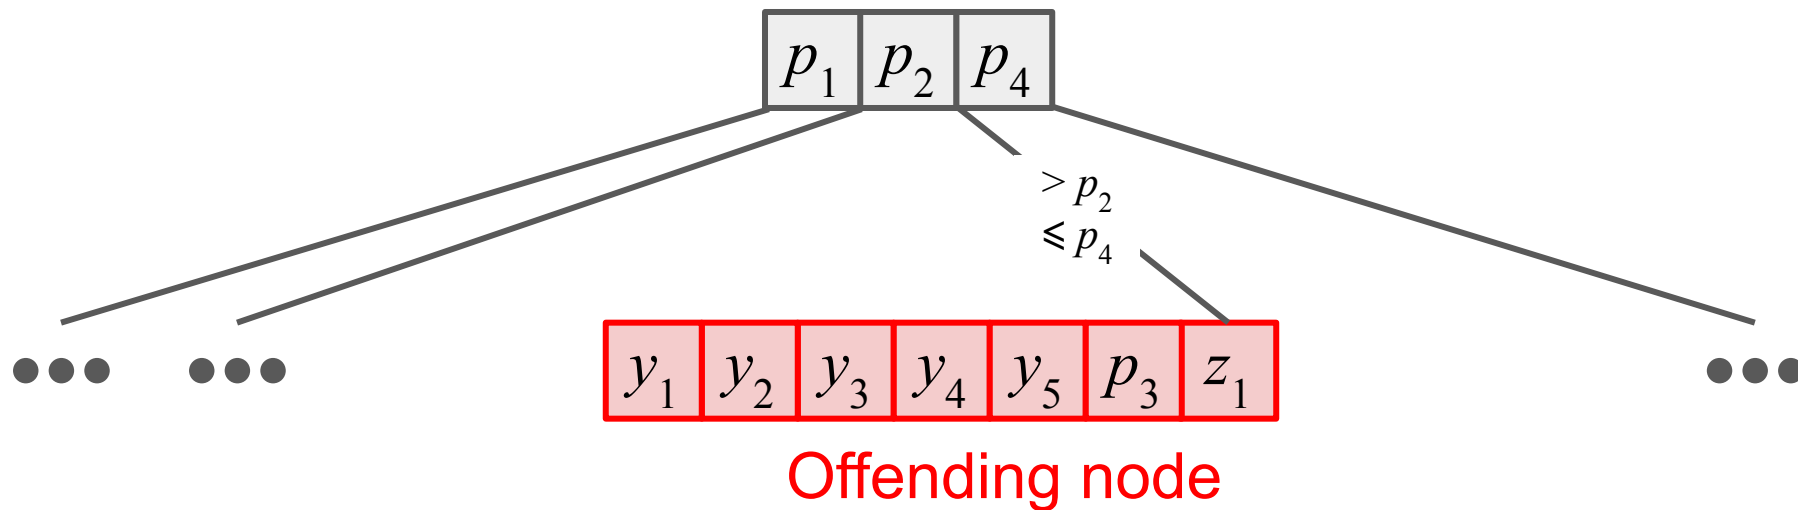 p₁ p₂ p₄
> p₂
⩽ p₄
y₁ y₂ y₃ y₄ y₅ p₃ z₁
Offending node